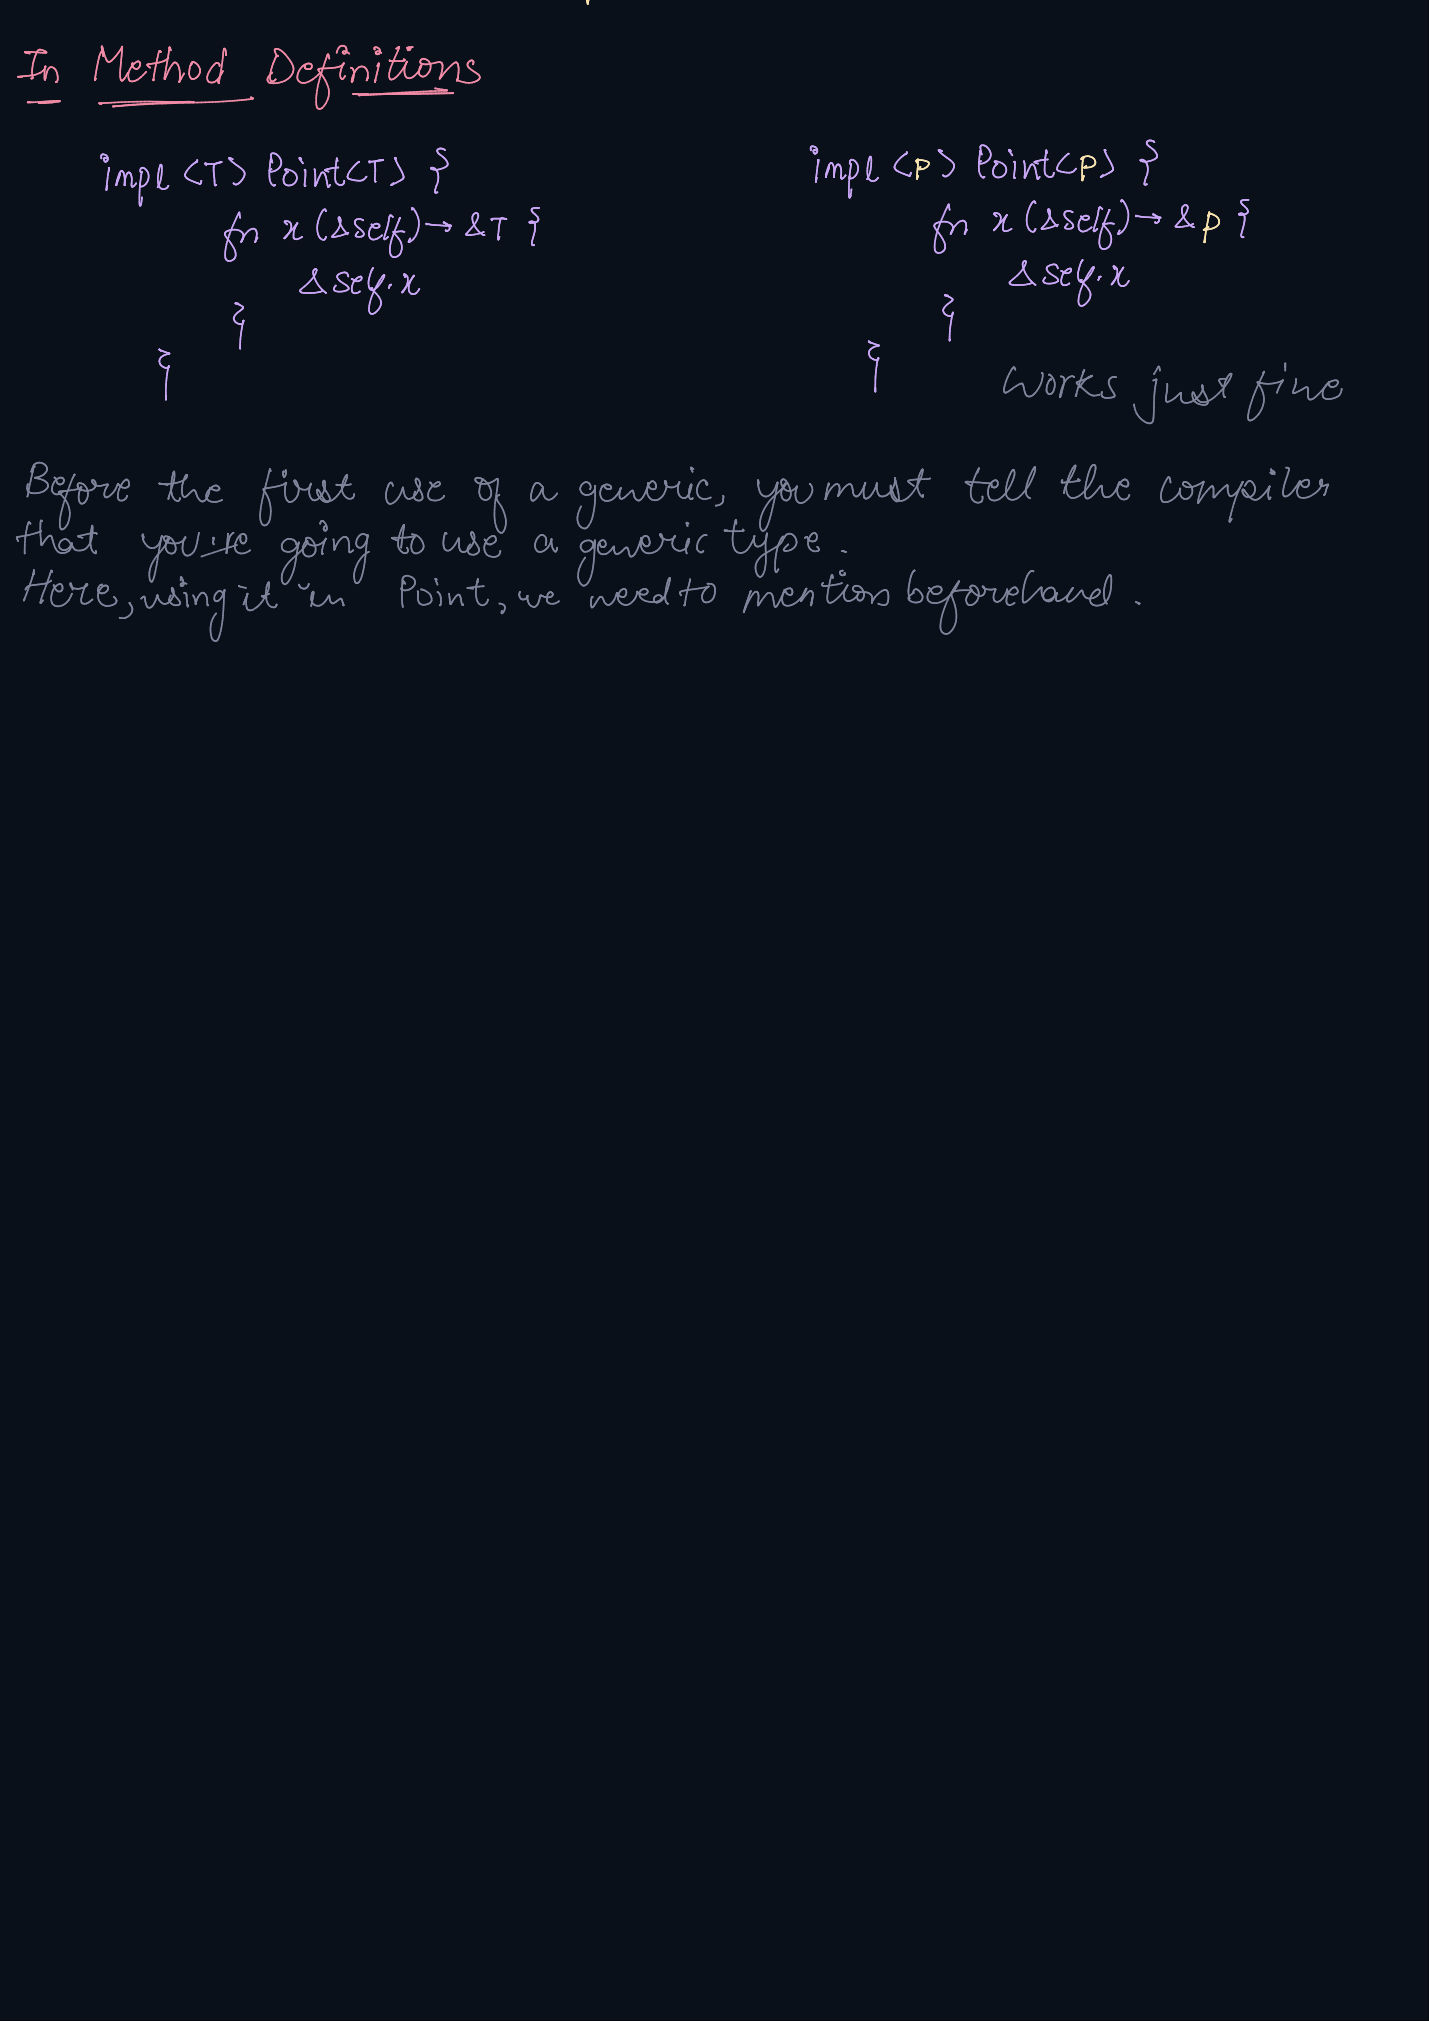 In Method Definitions
impl <T> Point<T> {
fn x (&self) → &T {
&self.x
}
}
impl <P> Point<P> {
fn x (&self) → &P {
&self.x
}
}
works just fine
Before the first use of a generic, you must tell the compiler
that you're going to use a generic type.
Here, using it in Point, we need to mention beforehand.